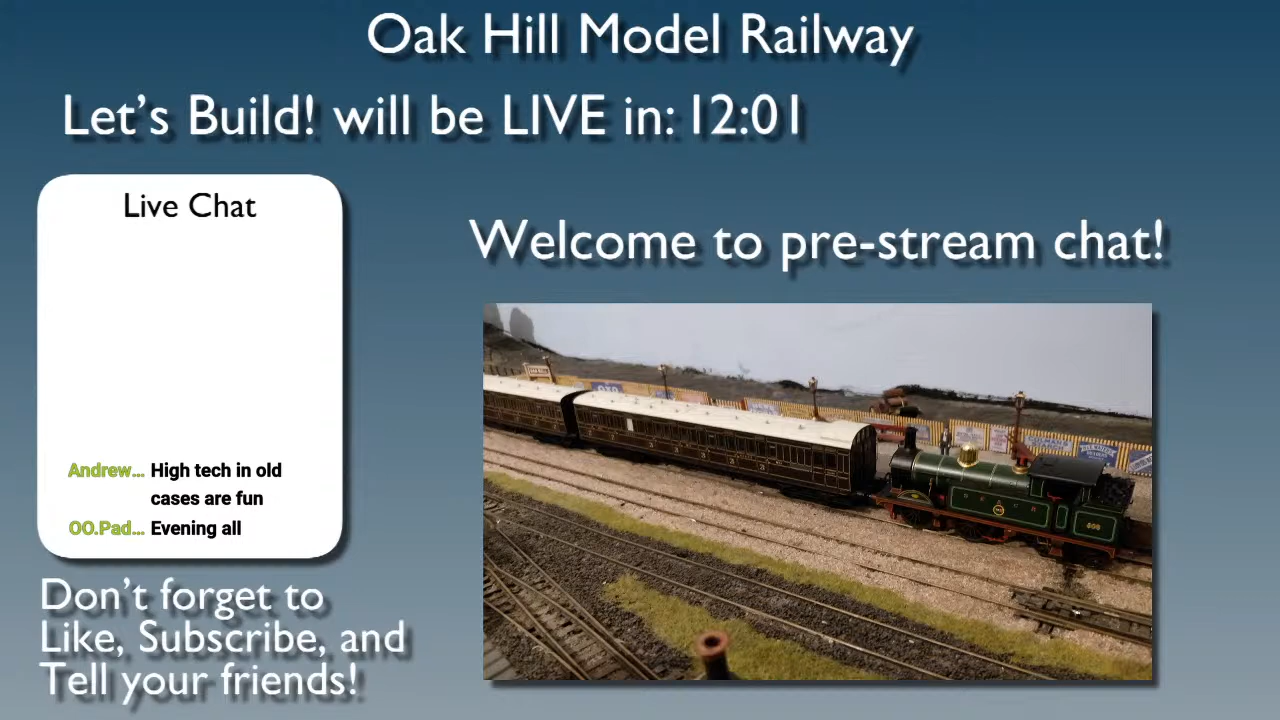 Oak Hill Model Railway
Let's Build! will be LIVE in: 12:01
Live Chat
Welcome to pre-stream chat!
Andrew... High tech in old
cases are fun
OO.Pad... Evening all
Don't forget to
Like, Subscribe, and
Tell your friends!